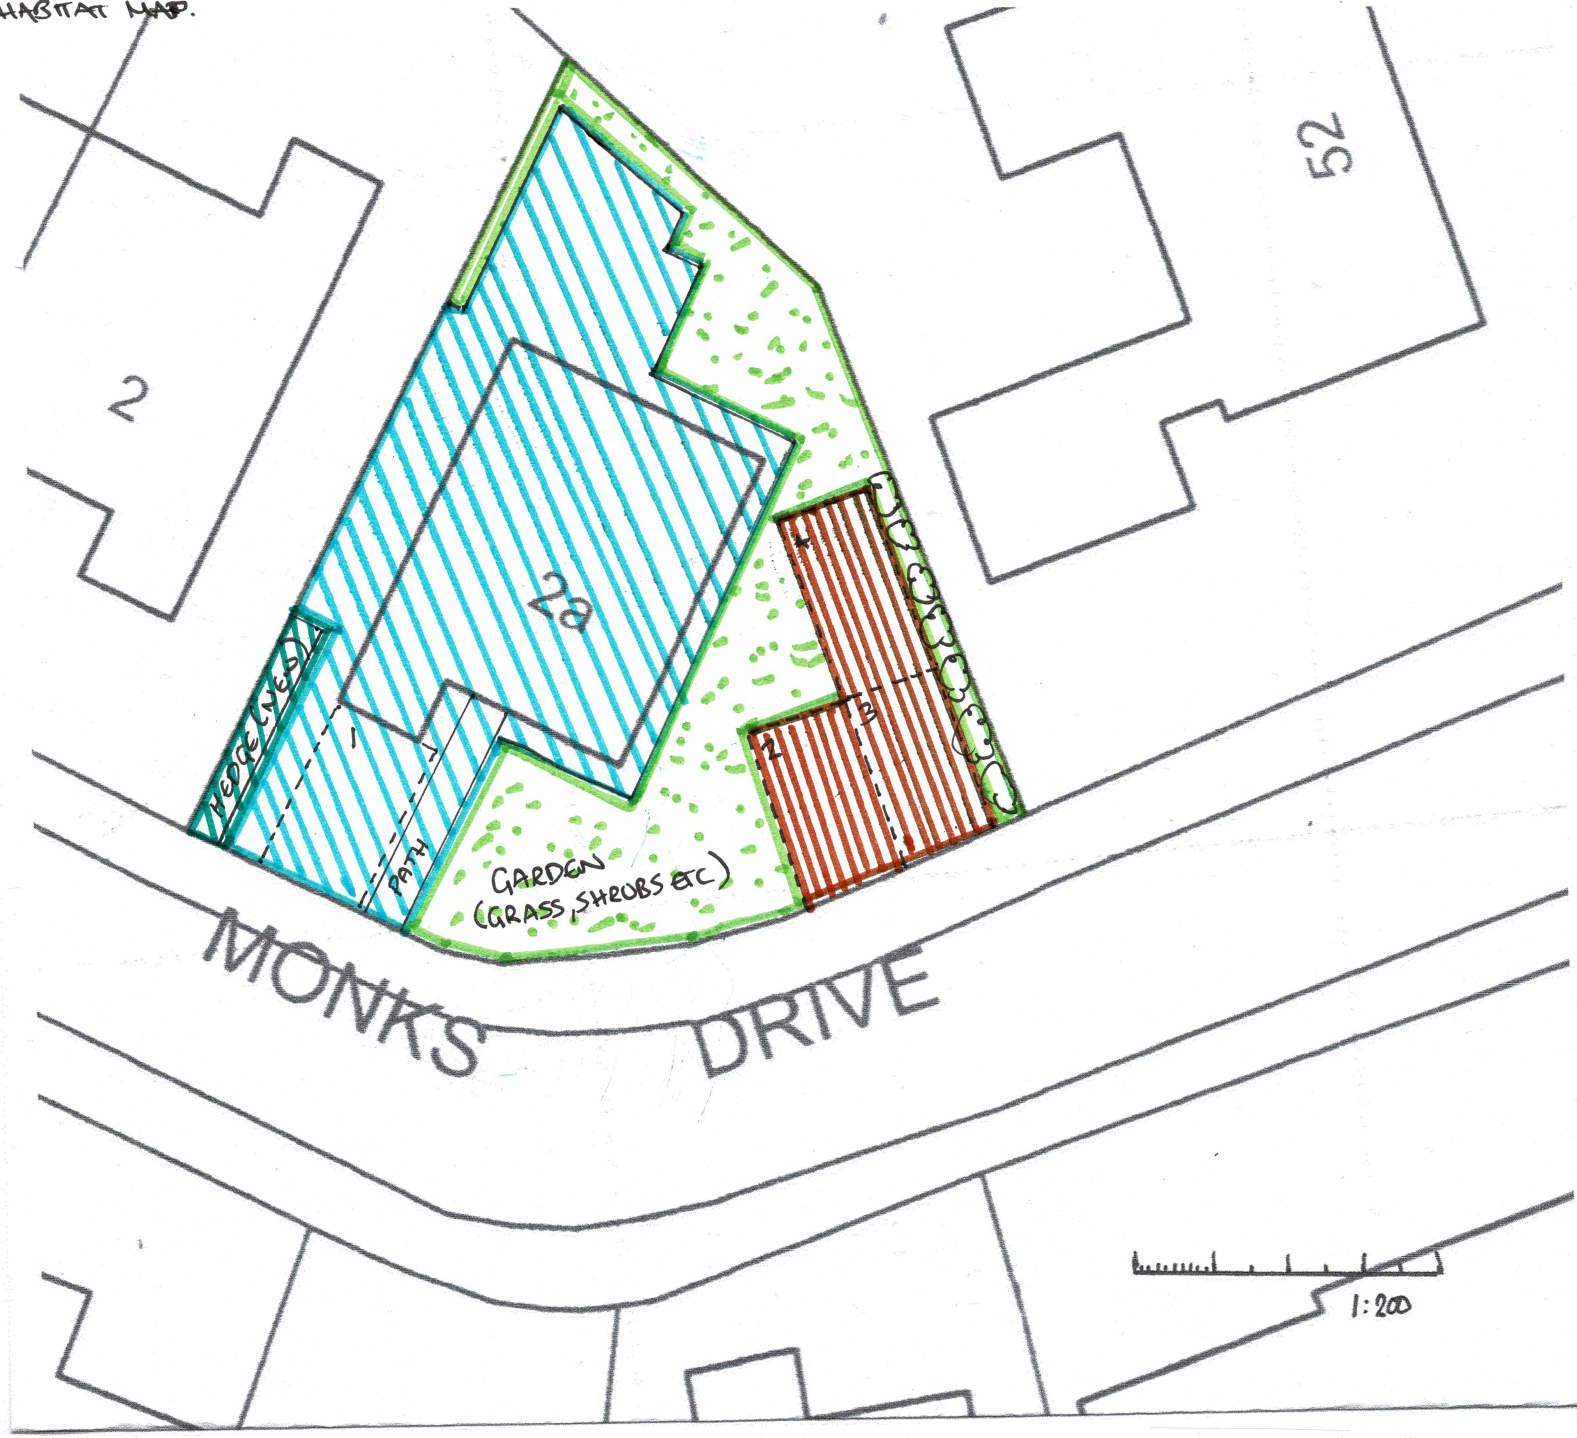 HABITAT MAP.
52
2
2a
HEDGE (NEW)
1
4
3
2
PATH
GARDEN
(GRASS, SHRUBS ETC)
MONKS DRIVE
1:200